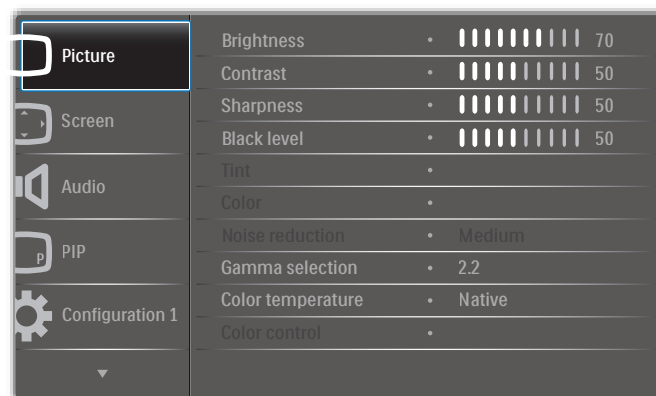 Picture
Screen
Audio
P
PIP
Configuration 1
Brightness • 70
Contrast • 50
Sharpness • 50
Black level • 50
Tint •
Color •
Noise reduction • Medium
Gamma selection • 2.2
Color temperature • Native
Color control •